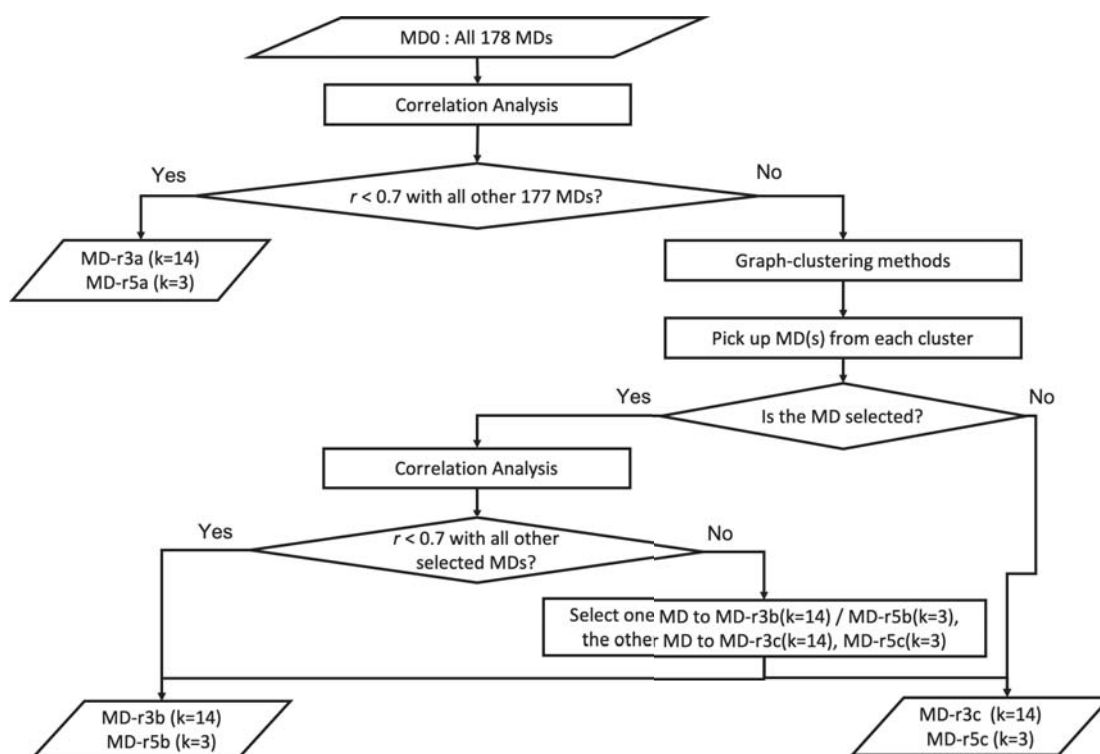 MD0 : All 178 MDs
Correlation Analysis
Yes
No
r < 0.7 with all other 177 MDs?
MD-r3a (k=14)
MD-r5a (k=3)
Graph-clustering methods
Pick up MD(s) from each cluster
Yes
No
Is the MD selected?
Correlation Analysis
Yes
No
r < 0.7 with all other
selected MDs?
Select one MD to MD-r3b(k=14) / MD-r5b(k=3),
the other MD to MD-r3c(k=14), MD-r5c(k=3)
MD-r3b (k=14)
MD-r5b (k=3)
MD-r3c (k=14)
MD-r5c (k=3)